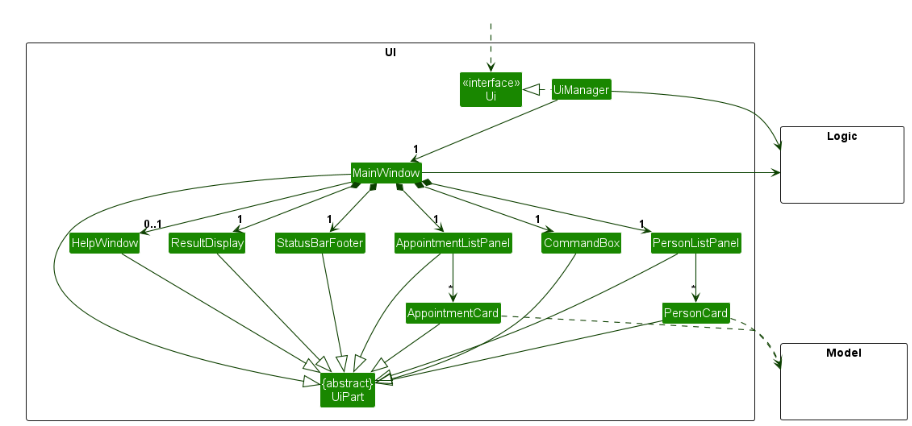 UI
«interface»
Ui
UiManager
Logic
1
MainWindow
0..1
1
1
1
1
1
HelpWindow
ResultDisplay
StatusBarFooter
AppointmentListPanel
CommandBox
PersonListPanel
*
*
AppointmentCard
PersonCard
Model
{abstract}
UiPart